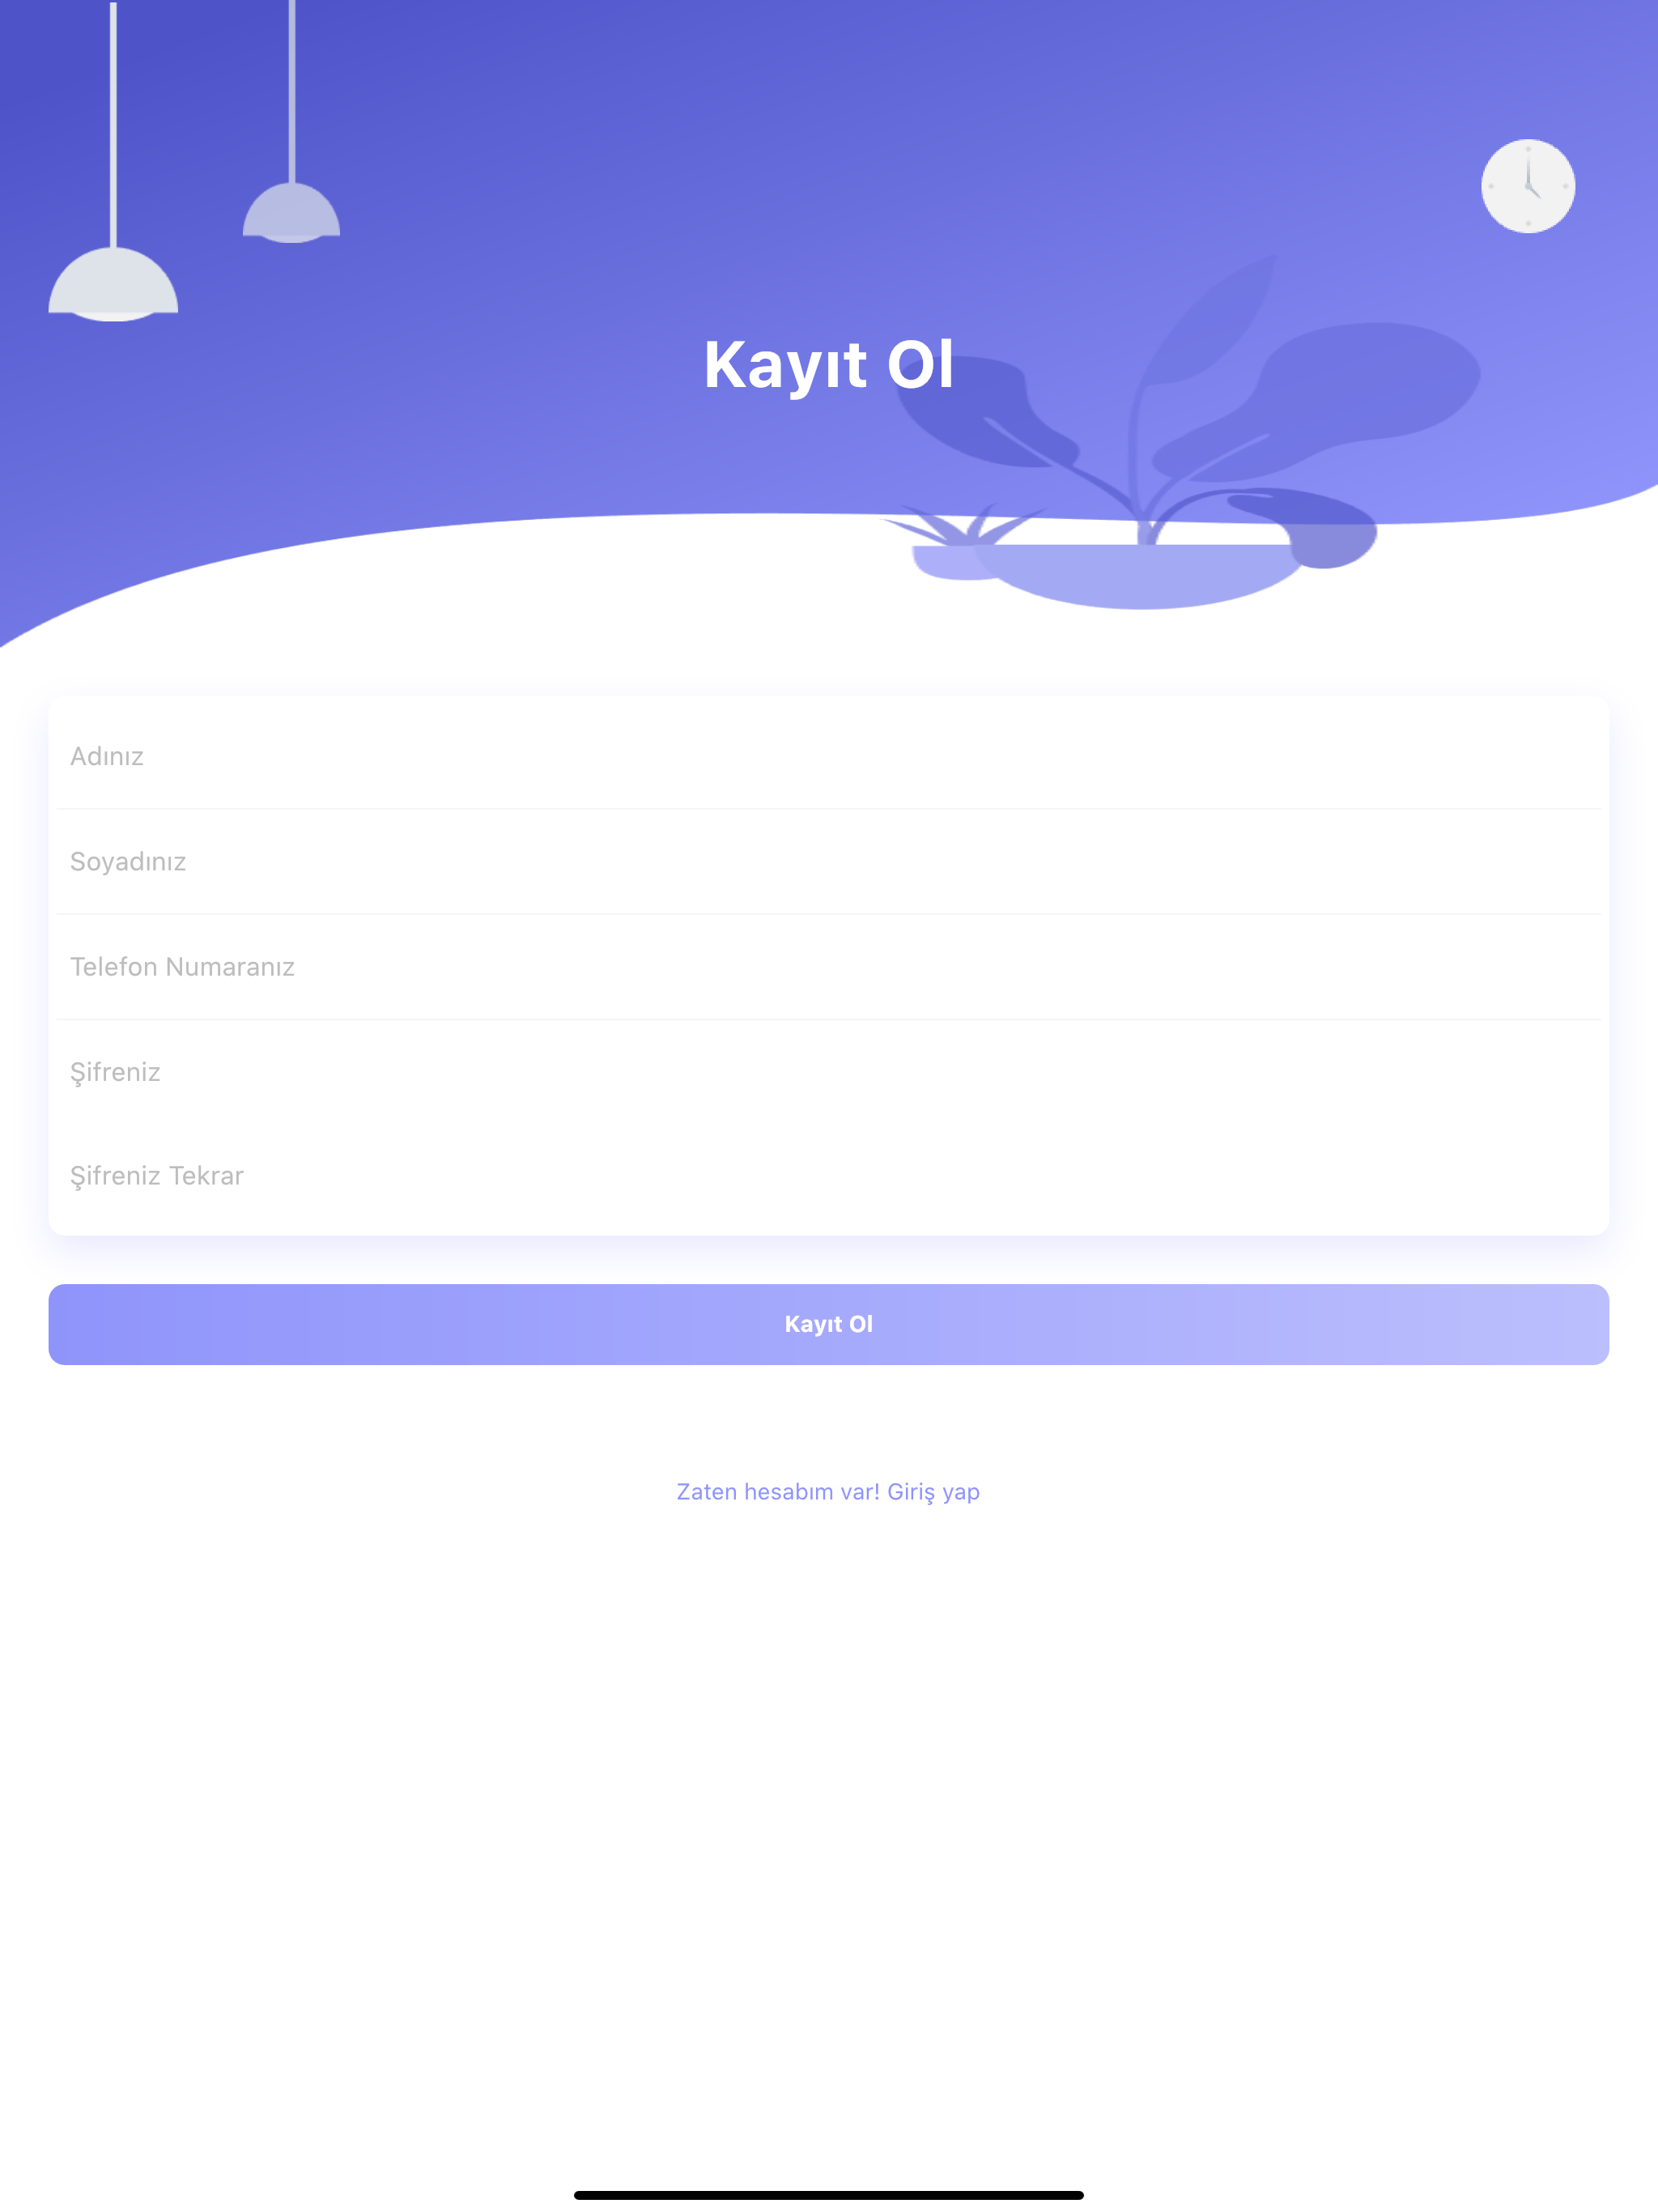 Kayıt Ol
Adınız
Soyadınız
Telefon Numaranız
Şifreniz
Şifreniz Tekrar
Kayıt Ol
Zaten hesabım var! Giriş yap